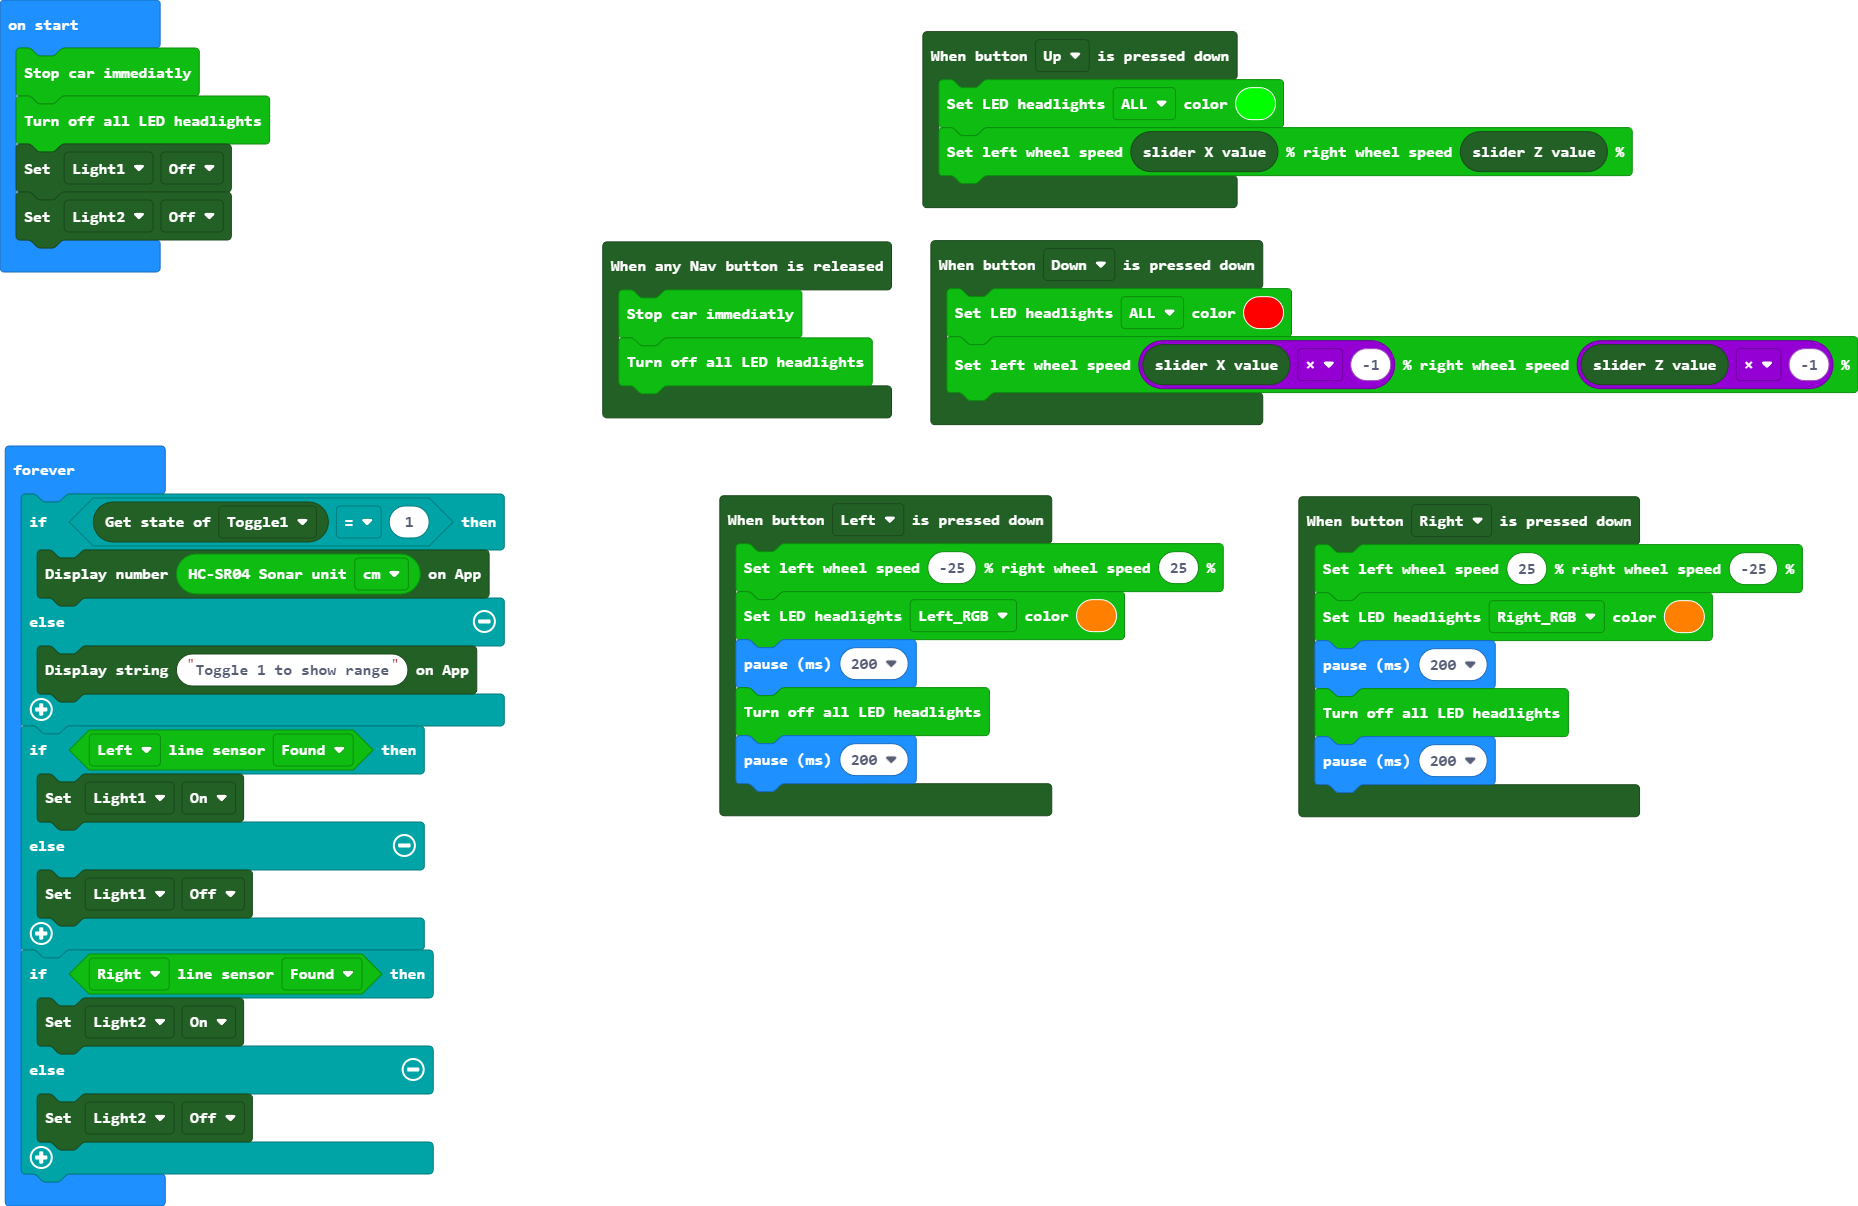 on start
Stop car immediatly
Turn off all LED headlights
Set Light1 Off
Set Light2 Off
When button Up is pressed down
Set LED headlights ALL color
Set left wheel speed slider X value % right wheel speed slider Z value %
When any Nav button is released
Stop car immediatly
Turn off all LED headlights
When button Down is pressed down
Set LED headlights ALL color
Set left wheel speed slider X value × -1 % right wheel speed slider Z value × -1 %
forever
if Get state of Toggle1 = 1 then
Display number HC-SR04 Sonar unit cm on App
else
Display string "Toggle 1 to show range" on App
if Left line sensor Found then
Set Light1 On
else
Set Light1 Off
if Right line sensor Found then
Set Light2 On
else
Set Light2 Off
When button Left is pressed down
Set left wheel speed -25 % right wheel speed 25 %
Set LED headlights Left_RGB color
pause (ms) 200
Turn off all LED headlights
pause (ms) 200
When button Right is pressed down
Set left wheel speed 25 % right wheel speed -25 %
Set LED headlights Right_RGB color
pause (ms) 200
Turn off all LED headlights
pause (ms) 200